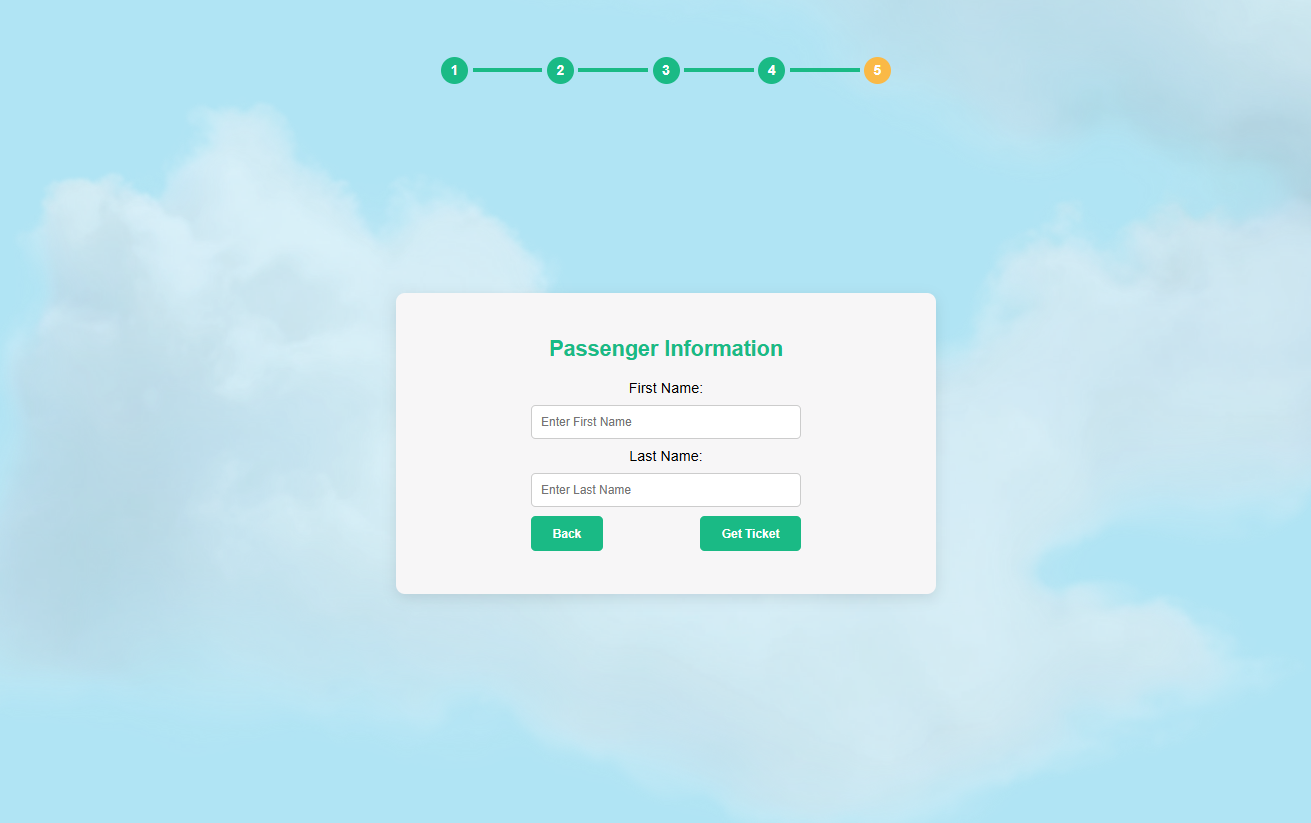 1 2 3 4 5
Passenger Information
First Name:
Enter First Name
Last Name:
Enter Last Name
Back Get Ticket